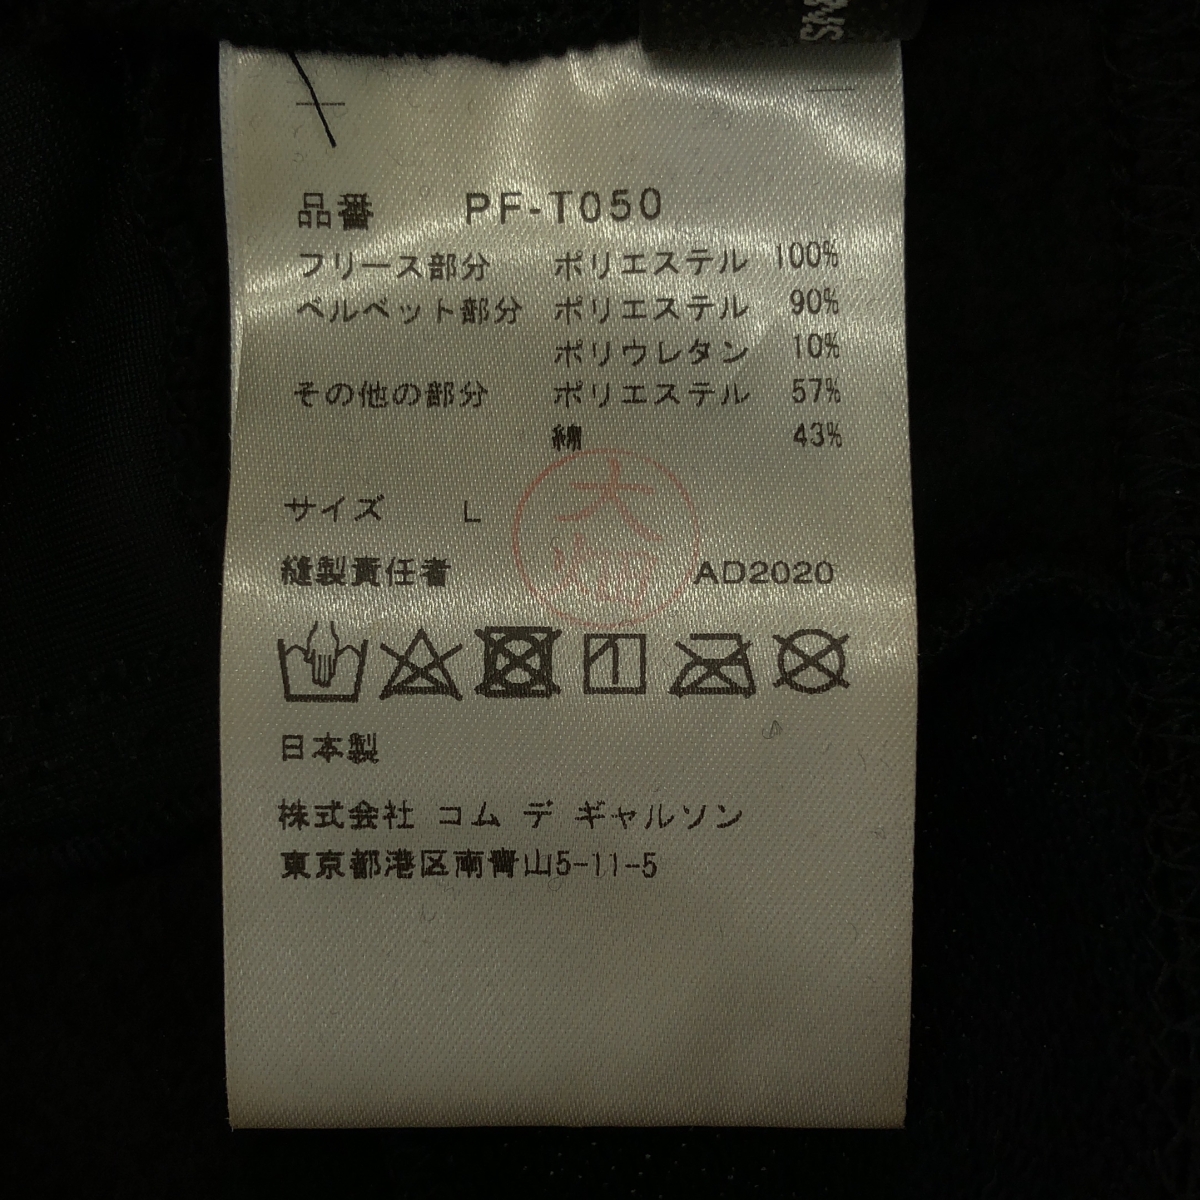 品番 PF-T050
フリース部分 ポリエステル 100%
ベルベット部分 ポリエステル 90%
ポリウレタン 10%
その他の部分 ポリエステル 57%
綿 43%
サイズ L
縫製責任者 AD2020
日本製
株式会社 コム デ ギャルソン
東京都港区南青山5-11-5